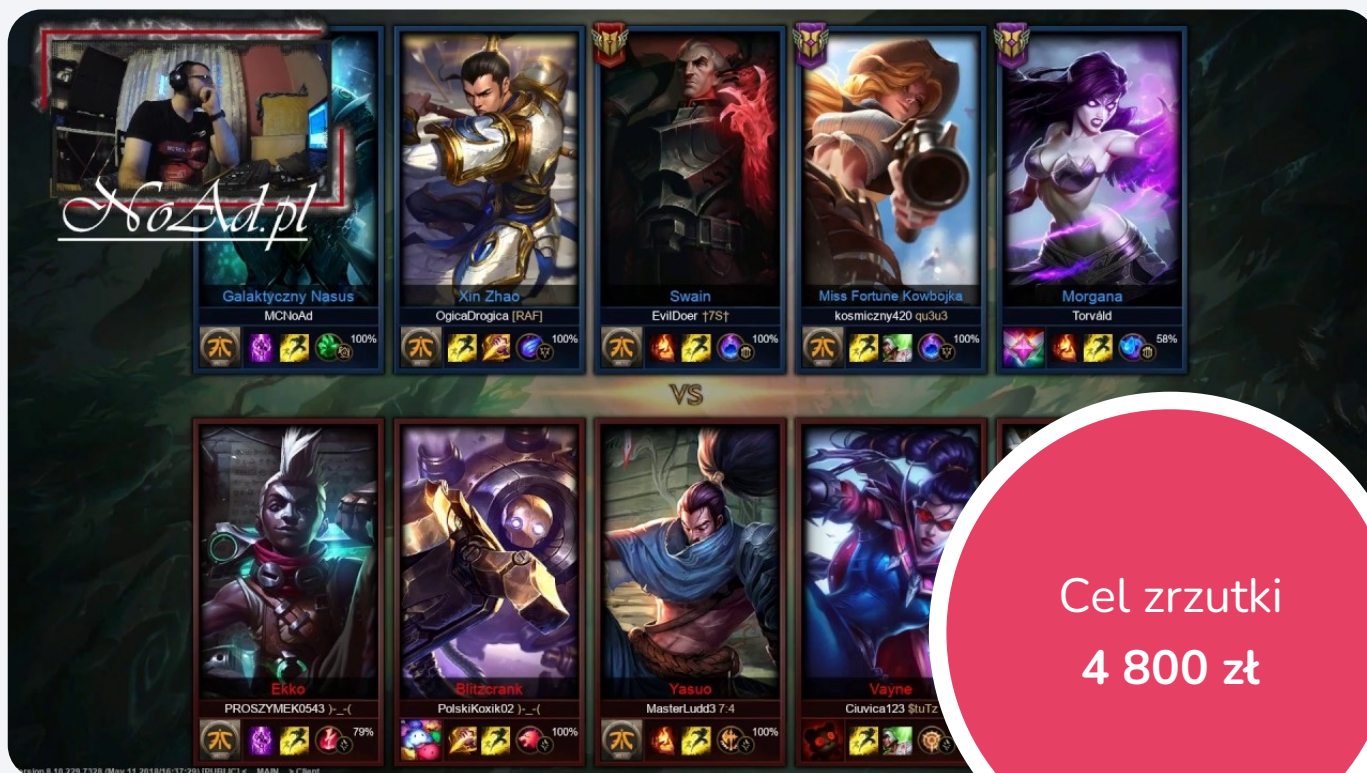 NoAd.pl
Galaktyczny Nasus
MCNoAd
100%
Xin Zhao
OgicaDrogica [RAF]
100%
Swain
EvilDoer †7S†
100%
Miss Fortune Kowbojka
kosmiczny420 qu3u3
100%
Morgana
Torváld
58%
VS
Ekko
PROSZYMEK0543 )-_-(
79%
Blitzcrank
PolskiKoxik02 )-_-(
100%
Yasuo
MasterLudd3 7:4
100%
Vayne
Ciuvica123 $tuTz
Cel zrzutki
4 800 zł